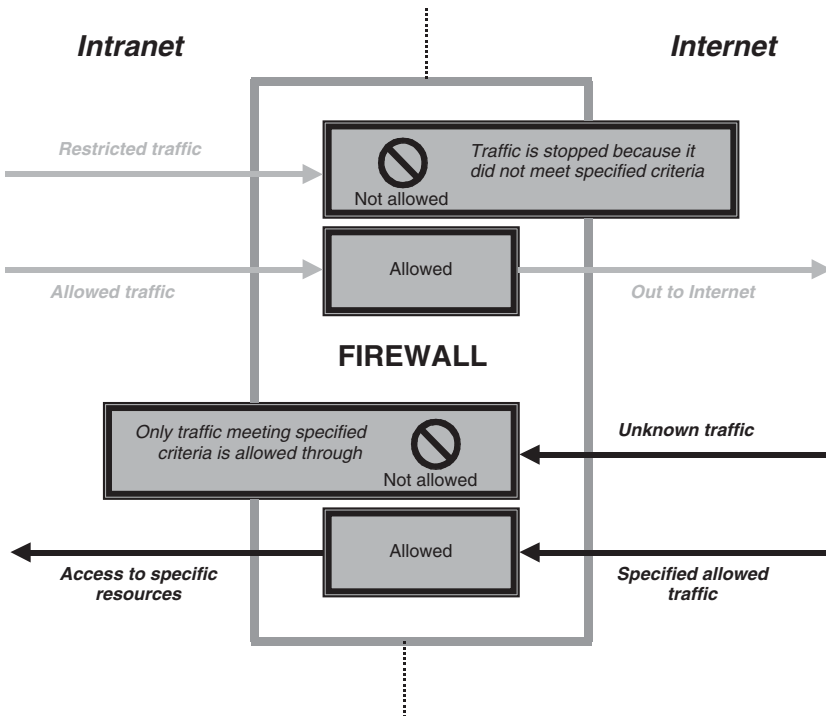 Intranet
Internet
Restricted traffic
Traffic is stopped because it
did not meet specified criteria
Not allowed
Allowed
Allowed traffic
Out to Internet
FIREWALL
Only traffic meeting specified
criteria is allowed through
Not allowed
Unknown traffic
Allowed
Access to specific
resources
Specified allowed
traffic